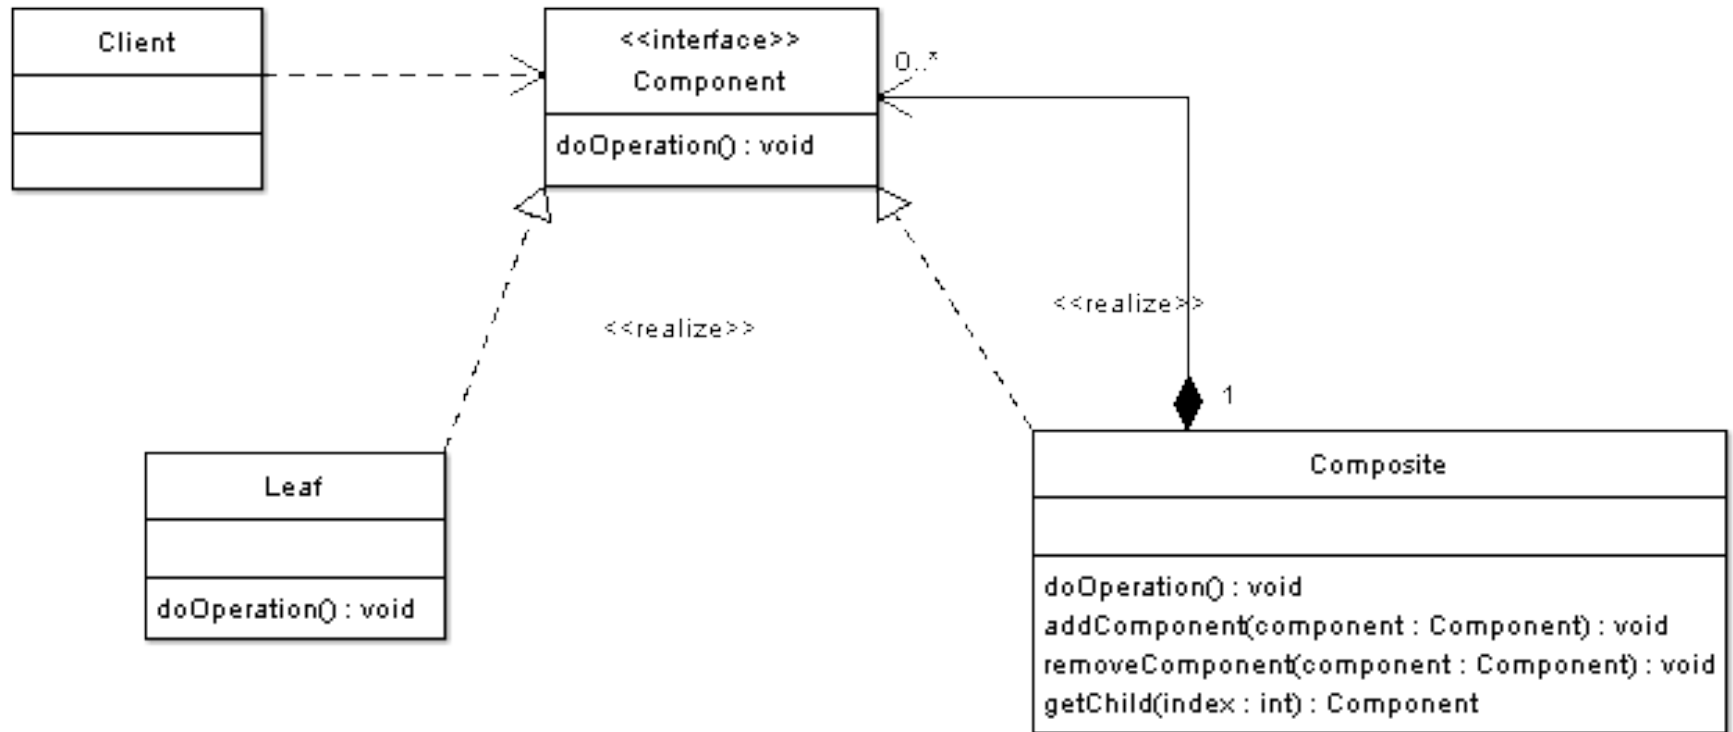 Client
<<interface>>
Component
doOperation() : void
0..*
<<realize>>
<<realize>>
1
Leaf
doOperation() : void
Composite
doOperation() : void
addComponent(component : Component) : void
removeComponent(component : Component) : void
getChild(index : int) : Component